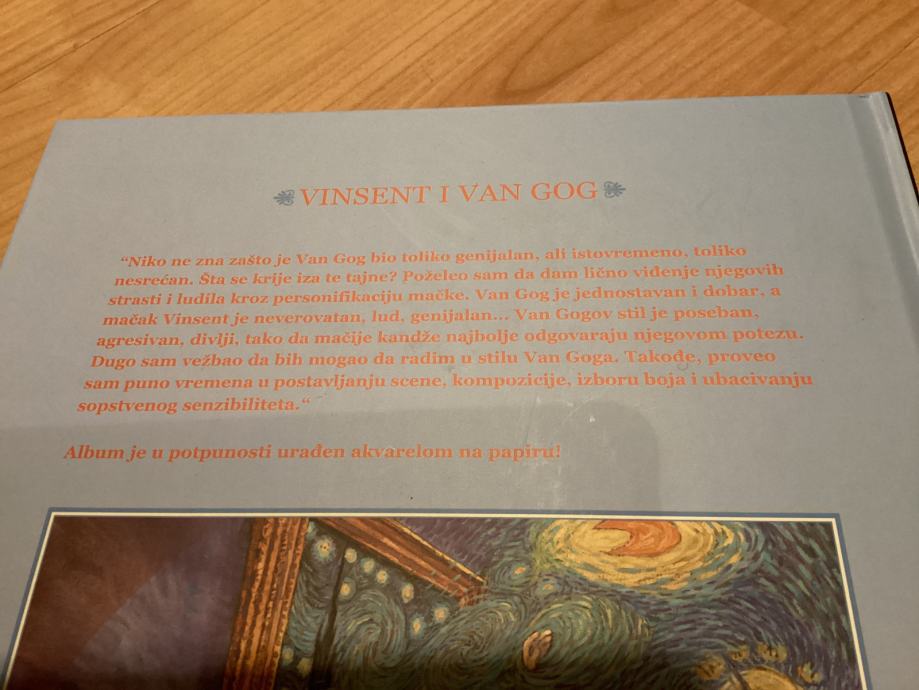 VINSENT I VAN GOG
“Niko ne zna zašto je Van Gog bio toliko genijalan, ali istovremeno, toliko
nesrećan. Šta se krije iza te tajne? Poželeo sam da dam lično viđenje njegovih
strasti i ludila kroz personifikaciju mačke. Van Gog je jednostavan i dobar, a
mačak Vinsent je neverovatan, lud, genijalan... Van Gogov stil je poseban,
agresivan, divlji, tako da mačije kandže najbolje odgovaraju njegovom potezu.
Dugo sam vežbao da bih mogao da radim u stilu Van Goga. Takođe, proveo
sam puno vremena u postavljanju scene, kompozicije, izboru boja i ubacivanju
sopstvenog senzibiliteta.“
Album je u potpunosti urađen akvarelom na papiru!